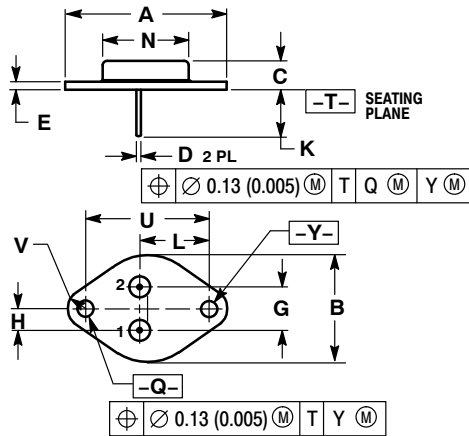 A
N
C
E
–T– SEATING PLANE
K
D 2 PL
⌖ ∅ 0.13 (0.005) Ⓜ T Q Ⓜ Y Ⓜ
U
V
L
–Y–
2
H
G
B
1
–Q–
⌖ ∅ 0.13 (0.005) Ⓜ T Y Ⓜ